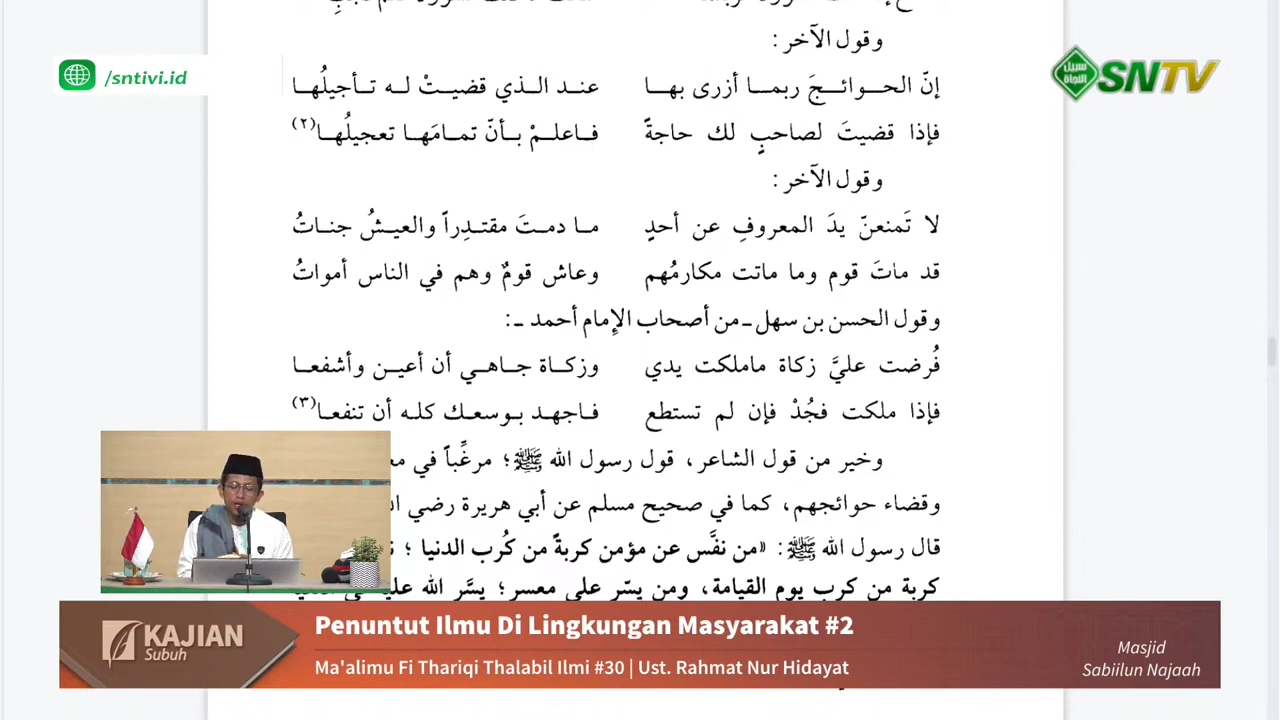 وقول الآخر :
/sntivi.id
سبيل النجاة
SNTV
إنّ الحوائجَ ربما أزرى بها عند الذي قضيتْ له تأجيلُها
فإذا قضيتَ لصاحبٍ لك حاجةً فاعلمْ بأنّ تمامَها تعجيلُها(٢)
وقول الآخر :
لا تَمنعنّ يدَ المعروفِ عن أحدٍ ما دمتَ مقتدِراً والعيشُ جناتُ
قد ماتَ قوم وما ماتت مكارمُهم وعاش قومٌ وهم في الناس أمواتُ
وقول الحسن بن سهل ـ من أصحاب الإِمام أحمد ـ :
فُرضت عليَّ زكاة ماملكت يدي وزكاة جاهي أن أعين وأشفعا
فإذا ملكت فجُدْ فإن لم تستطع فاجهد بوسعك كله أن تنفعا(٣)
وخير من قول الشاعر، قول رسول الله ﷺ؛ مرغِّباً في
وقضاء حوائجهم، كما في صحيح مسلم عن أبي هريرة رضي
قال رسول الله ﷺ: «من نفَّس عن مؤمن كربةً من كُرب الدنيا ؛
كربة من كرب يوم القيامة، ومن يسّر على معسر؛ يسَّر الله عليه في
KAJIAN
Subuh
Penuntut Ilmu Di Lingkungan Masyarakat #2
Ma'alimu Fi Thariqi Thalabil Ilmi #30 | Ust. Rahmat Nur Hidayat
Masjid
Sabiilun Najaah